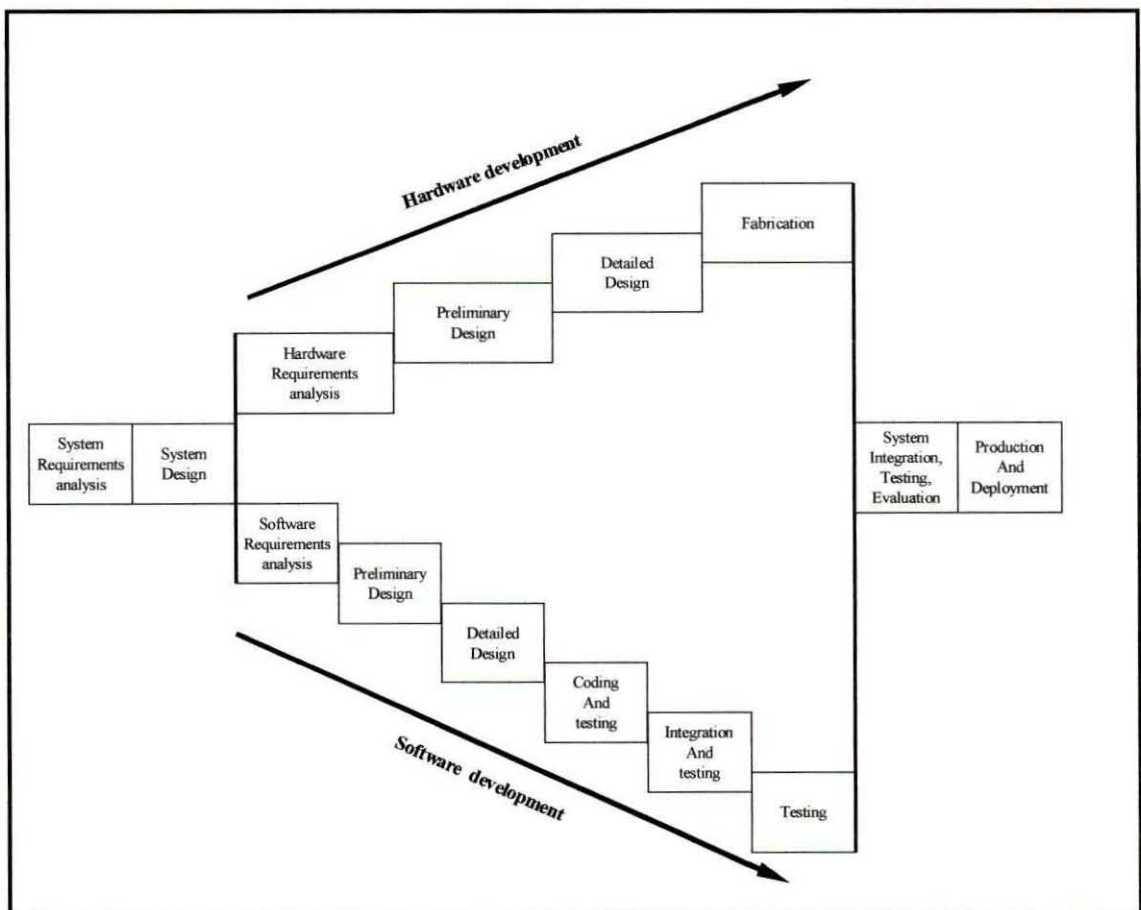 Hardware development
Fabrication
Detailed
Design
Preliminary
Design
Hardware
Requirements
analysis
System
Requirements
analysis
System
Design
Software
Requirements
analysis
Preliminary
Design
Detailed
Design
Coding
And
testing
Integration
And
testing
Testing
Software development
System
Integration,
Testing,
Evaluation
Production
And
Deployment